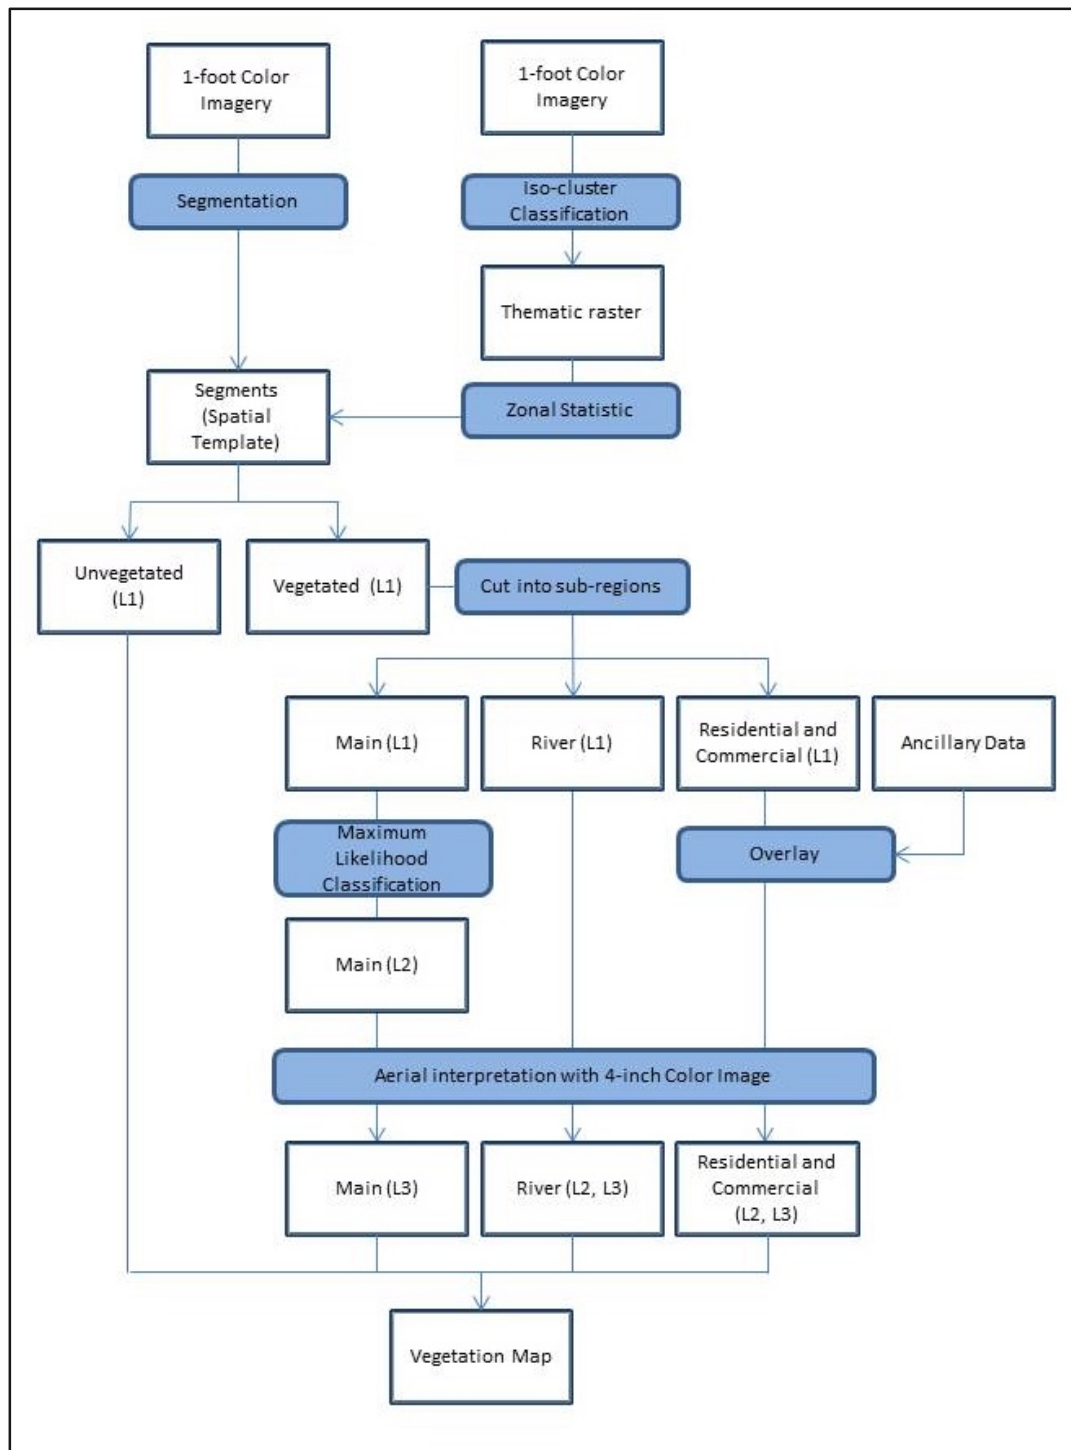 1-foot Color
Imagery
1-foot Color
Imagery
Segmentation
Iso-cluster
Classification
Thematic raster
Segments
(Spatial
Template)
Zonal Statistic
Unvegetated
(L1)
Vegetated (L1)
Cut into sub-regions
Main (L1)
River (L1)
Residential and
Commercial (L1)
Ancillary Data
Maximum
Likelihood
Classification
Overlay
Main (L2)
Aerial interpretation with 4-inch Color Image
Main (L3)
River (L2, L3)
Residential and
Commercial
(L2, L3)
Vegetation Map